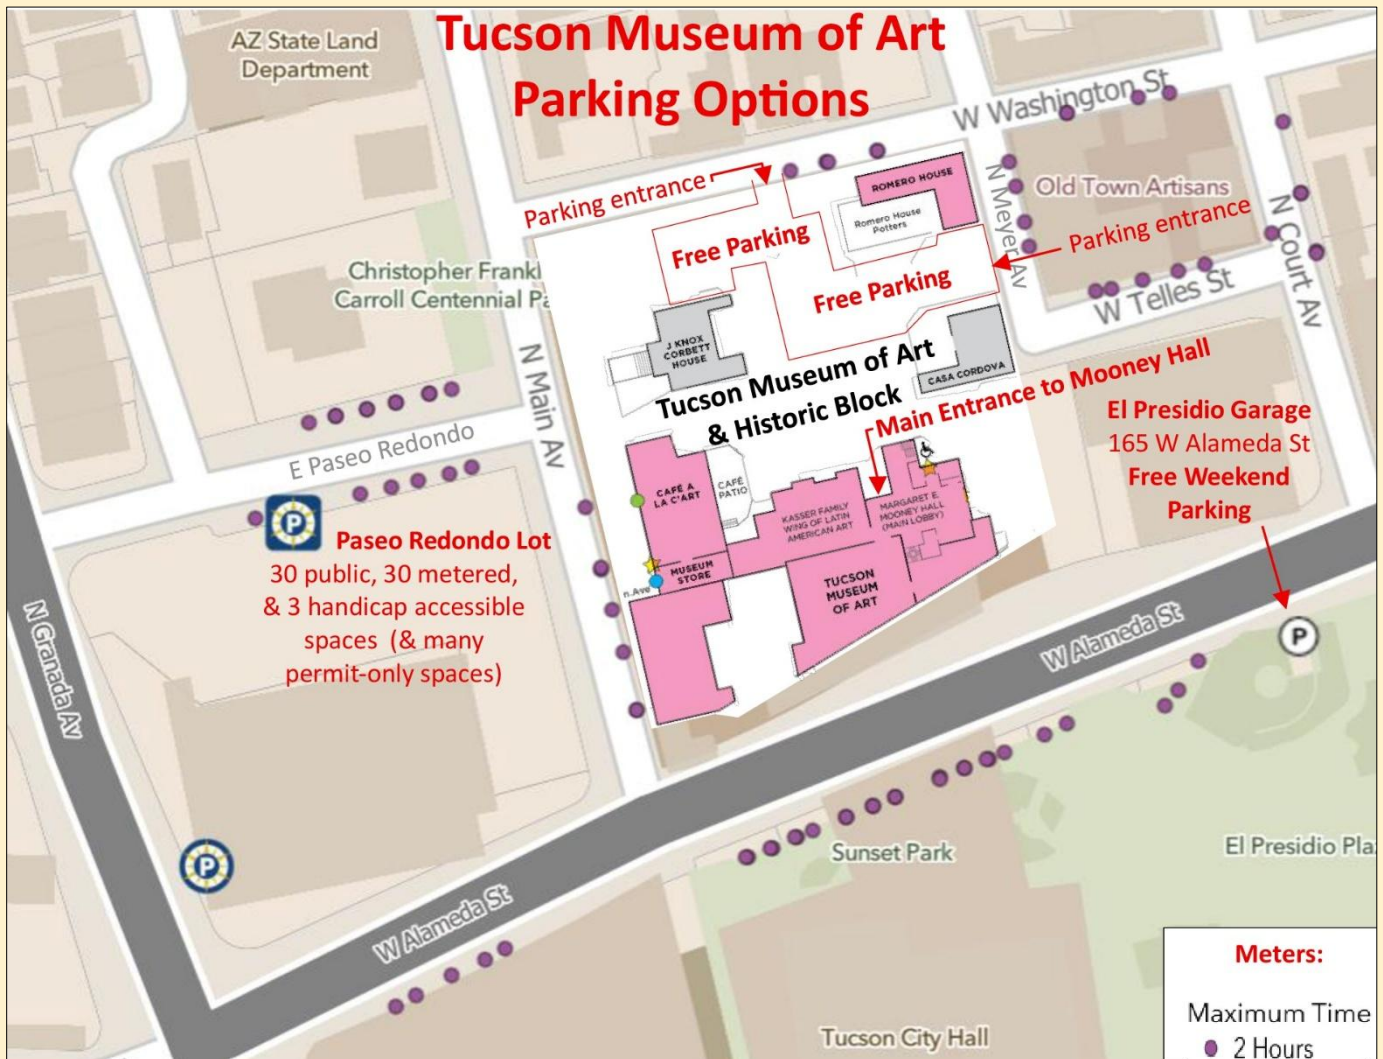 Tucson Museum of Art
Parking Options
AZ State Land
Department
W Washington St
Parking entrance
ROMERO HOUSE
Romero House
Potters
N Meyer Av
Old Town Artisans
Parking entrance
N Court Av
Free Parking
Free Parking
W Telles St
Christopher Frankl
Carroll Centennial Pa
J KNOX
CORBETT
HOUSE
CASA CORDOVA
Tucson Museum of Art
& Historic Block
Main Entrance to Mooney Hall
N Main Av
E Paseo Redondo
El Presidio Garage
165 W Alameda St
Free Weekend
Parking
CAFÉ A
LA C'ART
CAFÉ
PATIO
KASSER FAMILY
WING OF LATIN
AMERICAN ART
MARGARET E.
MOONEY HALL
(MAIN LOBBY)
MUSEUM
STORE
n Ave
TUCSON
MUSEUM
OF ART
P
Paseo Redondo Lot
30 public, 30 metered,
& 3 handicap accessible
spaces (& many
permit-only spaces)
N Granada Av
W Alameda St
P
P
Sunset Park
El Presidio Pla
W Alameda St
Tucson City Hall
Meters:
Maximum Time
2 Hours